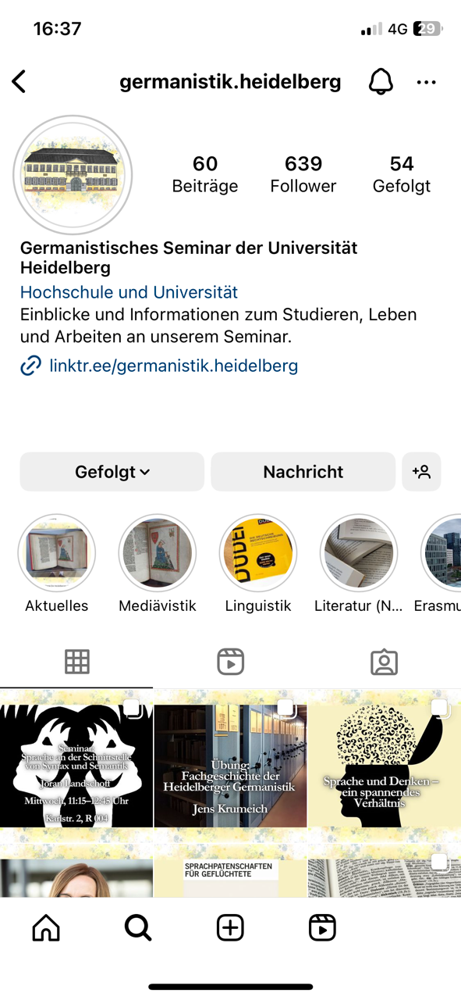 16:37
4G 29
germanistik.heidelberg
60
Beiträge
639
Follower
54
Gefolgt
Germanistisches Seminar der Universität
Heidelberg
Hochschule und Universität
Einblicke und Informationen zum Studieren, Leben
und Arbeiten an unserem Seminar.
linktr.ee/germanistik.heidelberg
Gefolgt
Nachricht
DUDEN
Aktuelles
Mediävistik
Linguistik
Literatur (N...
Erasmu
Seminar:
Sprache an der Schnittstelle
von Syntax und Semantik
Joran Landschoff
Mittwoch, 11:15–12:45 Uhr
Karlstr. 2, R 004
Übung:
Fachgeschichte der
Heidelberger Germanistik
Jens Krumeich
Sprache und Denken –
ein spannendes
Verhältnis
SPRACHPATENSCHAFTEN
FÜR GEFLÜCHTETE